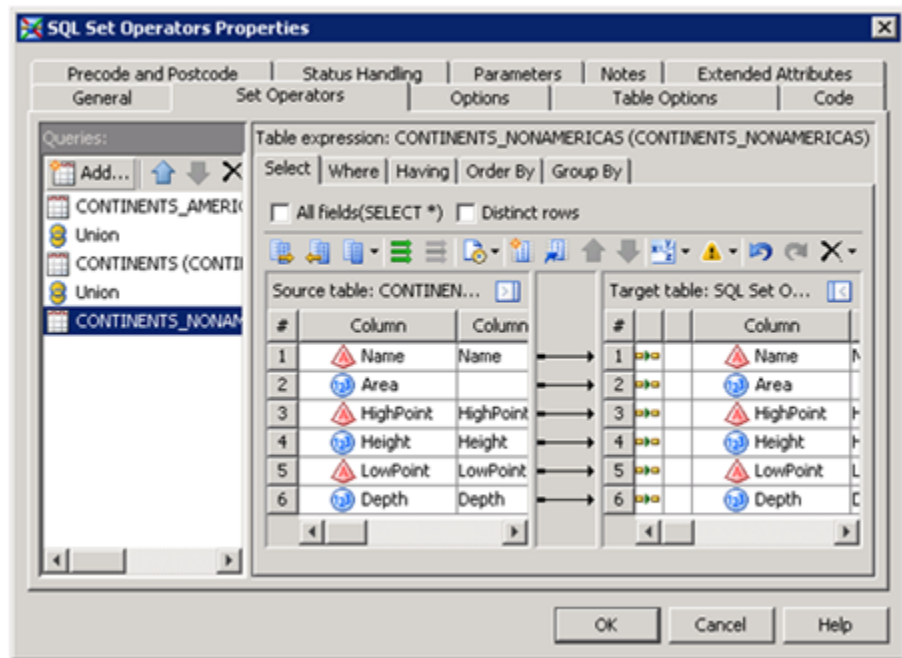 SQL Set Operators Properties
Precode and Postcode Status Handling Parameters Notes Extended Attributes
General Set Operators Options Table Options Code
Queries:
Add...
CONTINENTS_AMERI
Union
CONTINENTS (CONTI
Union
CONTINENTS_NONAM
Table expression: CONTINENTS_NONAMERICAS (CONTINENTS_NONAMERICAS)
Select Where Having Order By Group By
All fields(SELECT *) Distinct rows
Source table: CONTINEN...
# Column Column
1 Name Name
2 Area
3 HighPoint HighPoint
4 Height Height
5 LowPoint LowPoint
6 Depth Depth
Target table: SQL Set O...
# Column
1 Name
2 Area
3 HighPoint H
4 Height H
5 LowPoint L
6 Depth D
OK Cancel Help